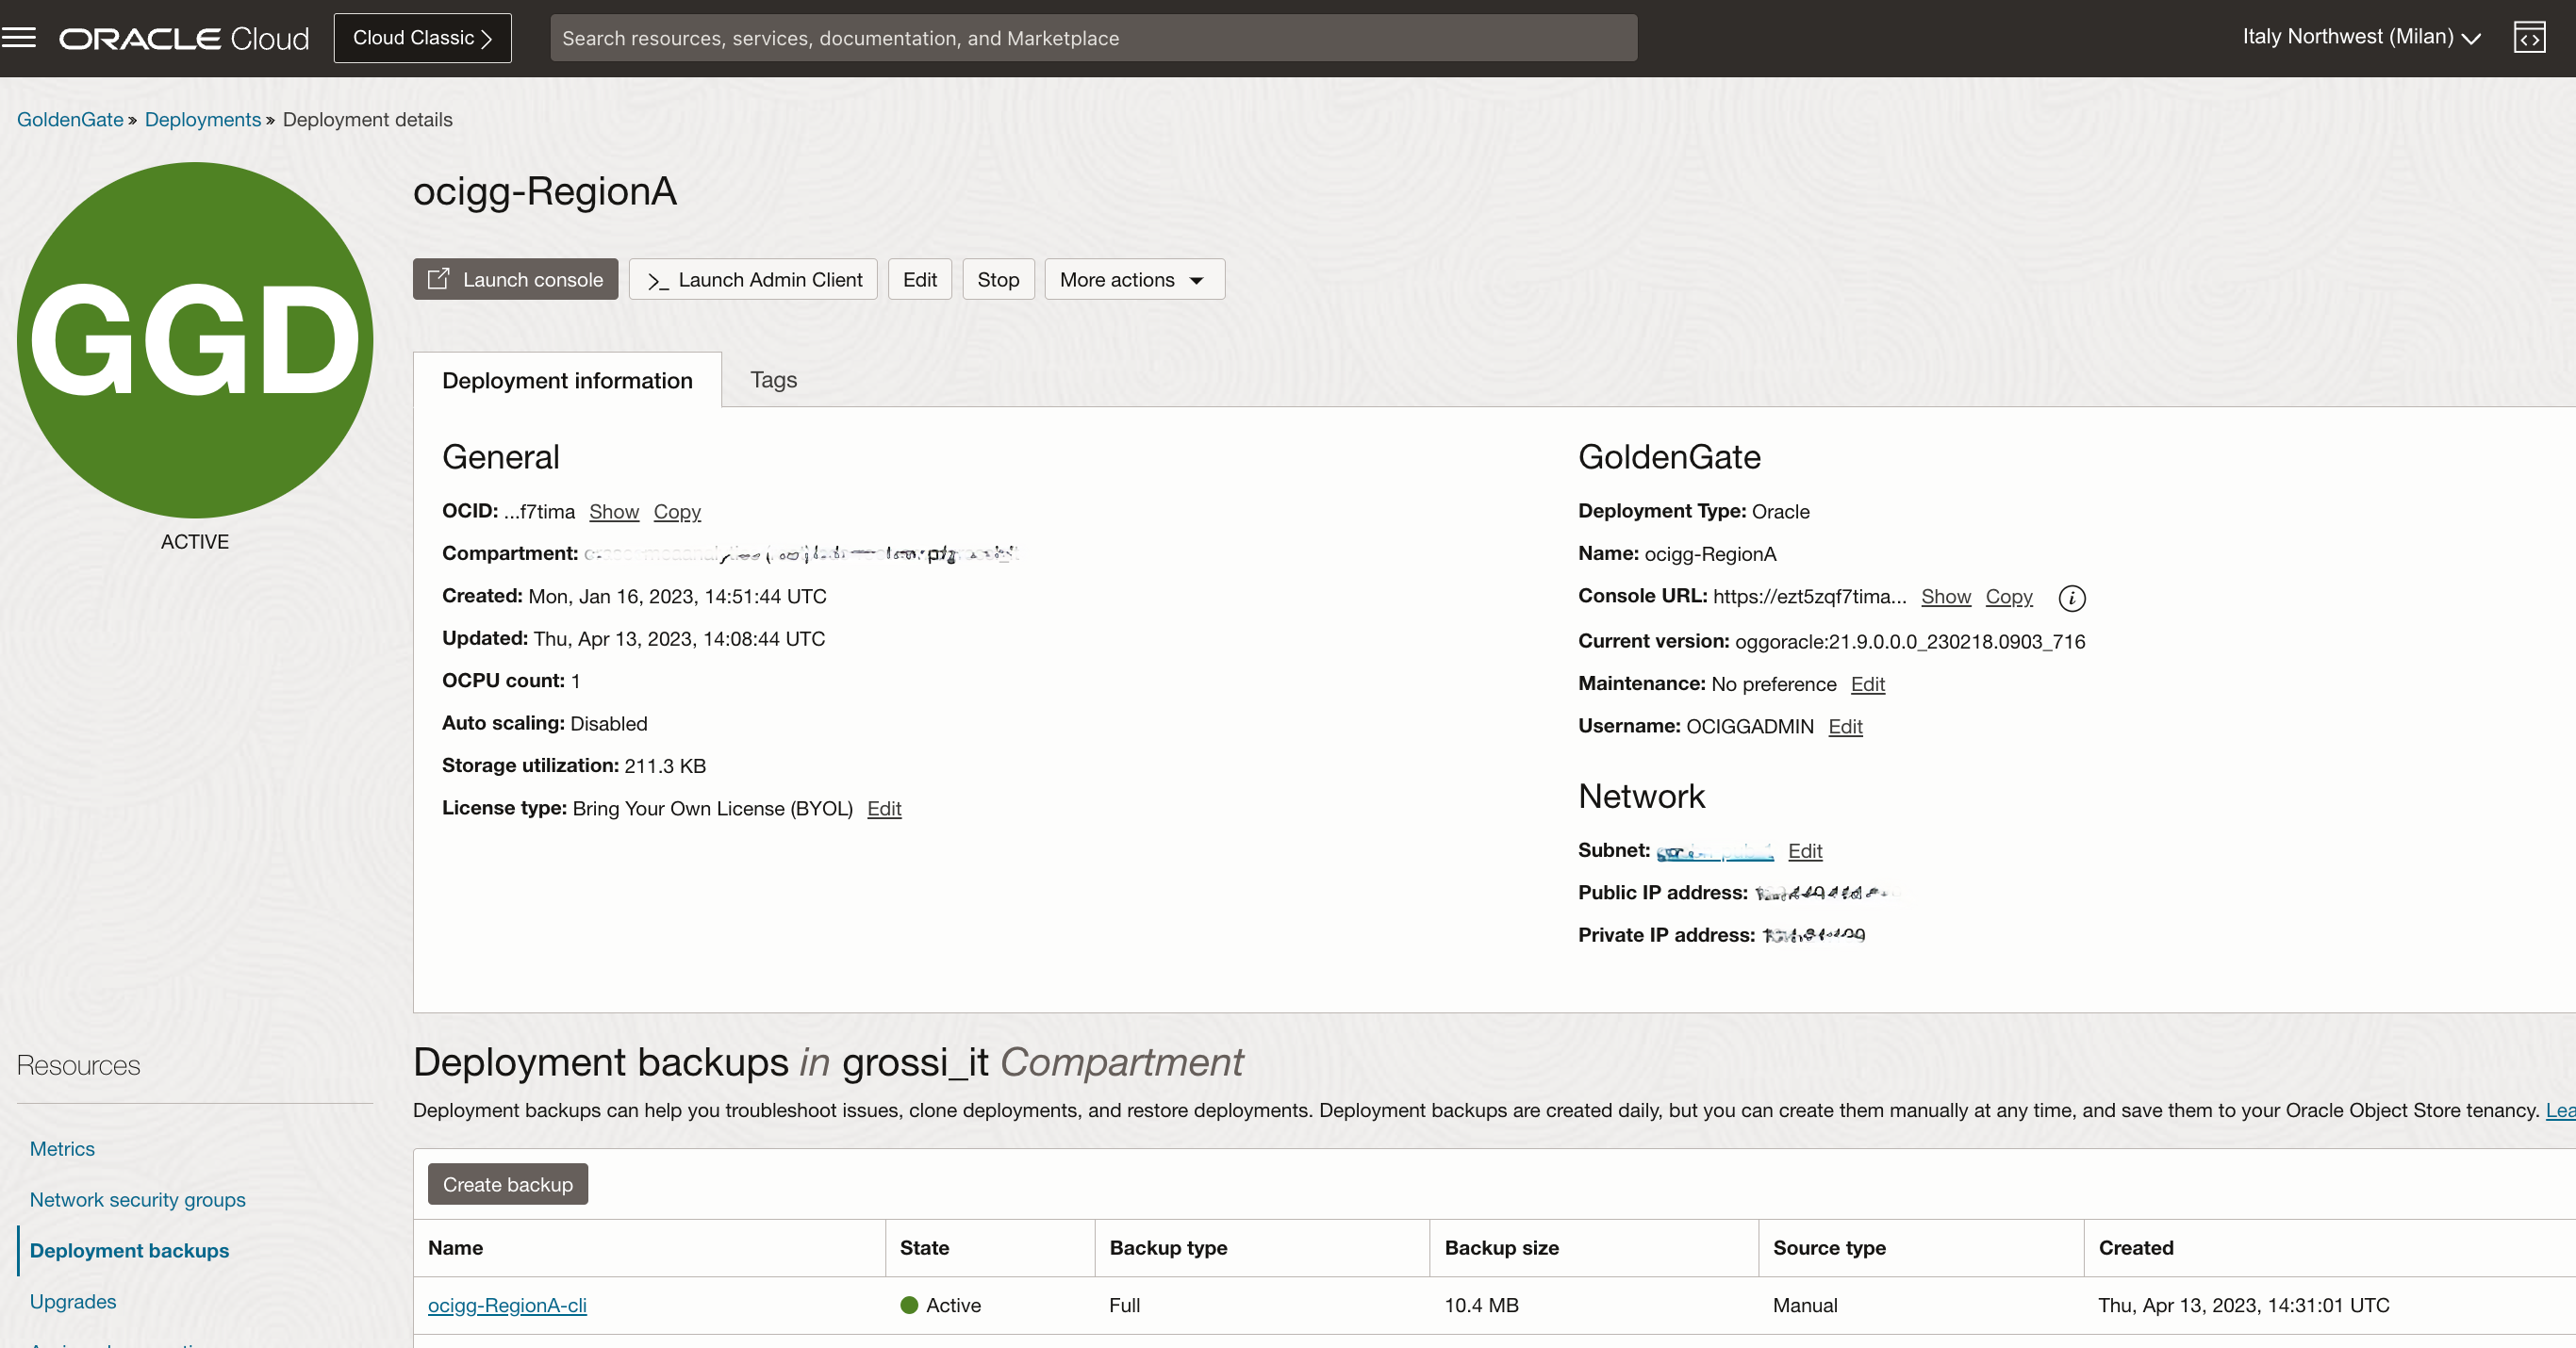 ORACLE Cloud Cloud Classic Search resources, services, documentation, and Marketplace Italy Northwest (Milan)
GoldenGate » Deployments » Deployment details
ocigg-RegionA
Launch console >_ Launch Admin Client Edit Stop More actions
GGD
ACTIVE
Deployment information Tags
General
OCID: ...f7tima Show Copy
Compartment:
Created: Mon, Jan 16, 2023, 14:51:44 UTC
Updated: Thu, Apr 13, 2023, 14:08:44 UTC
OCPU count: 1
Auto scaling: Disabled
Storage utilization: 211.3 KB
License type: Bring Your Own License (BYOL) Edit
GoldenGate
Deployment Type: Oracle
Name: ocigg-RegionA
Console URL: https://ezt5zqf7tima... Show Copy i
Current version: oggoracle:21.9.0.0.0_230218.0903_716
Maintenance: No preference Edit
Username: OCIGGADMIN Edit
Network
Subnet: Edit
Public IP address:
Private IP address:
Resources
Metrics
Network security groups
Deployment backups
Upgrades
Deployment backups in grossi_it Compartment
Deployment backups can help you troubleshoot issues, clone deployments, and restore deployments. Deployment backups are created daily, but you can create them manually at any time, and save them to your Oracle Object Store tenancy. Lea
Create backup
Name State Backup type Backup size Source type Created
ocigg-RegionA-cli Active Full 10.4 MB Manual Thu, Apr 13, 2023, 14:31:01 UTC